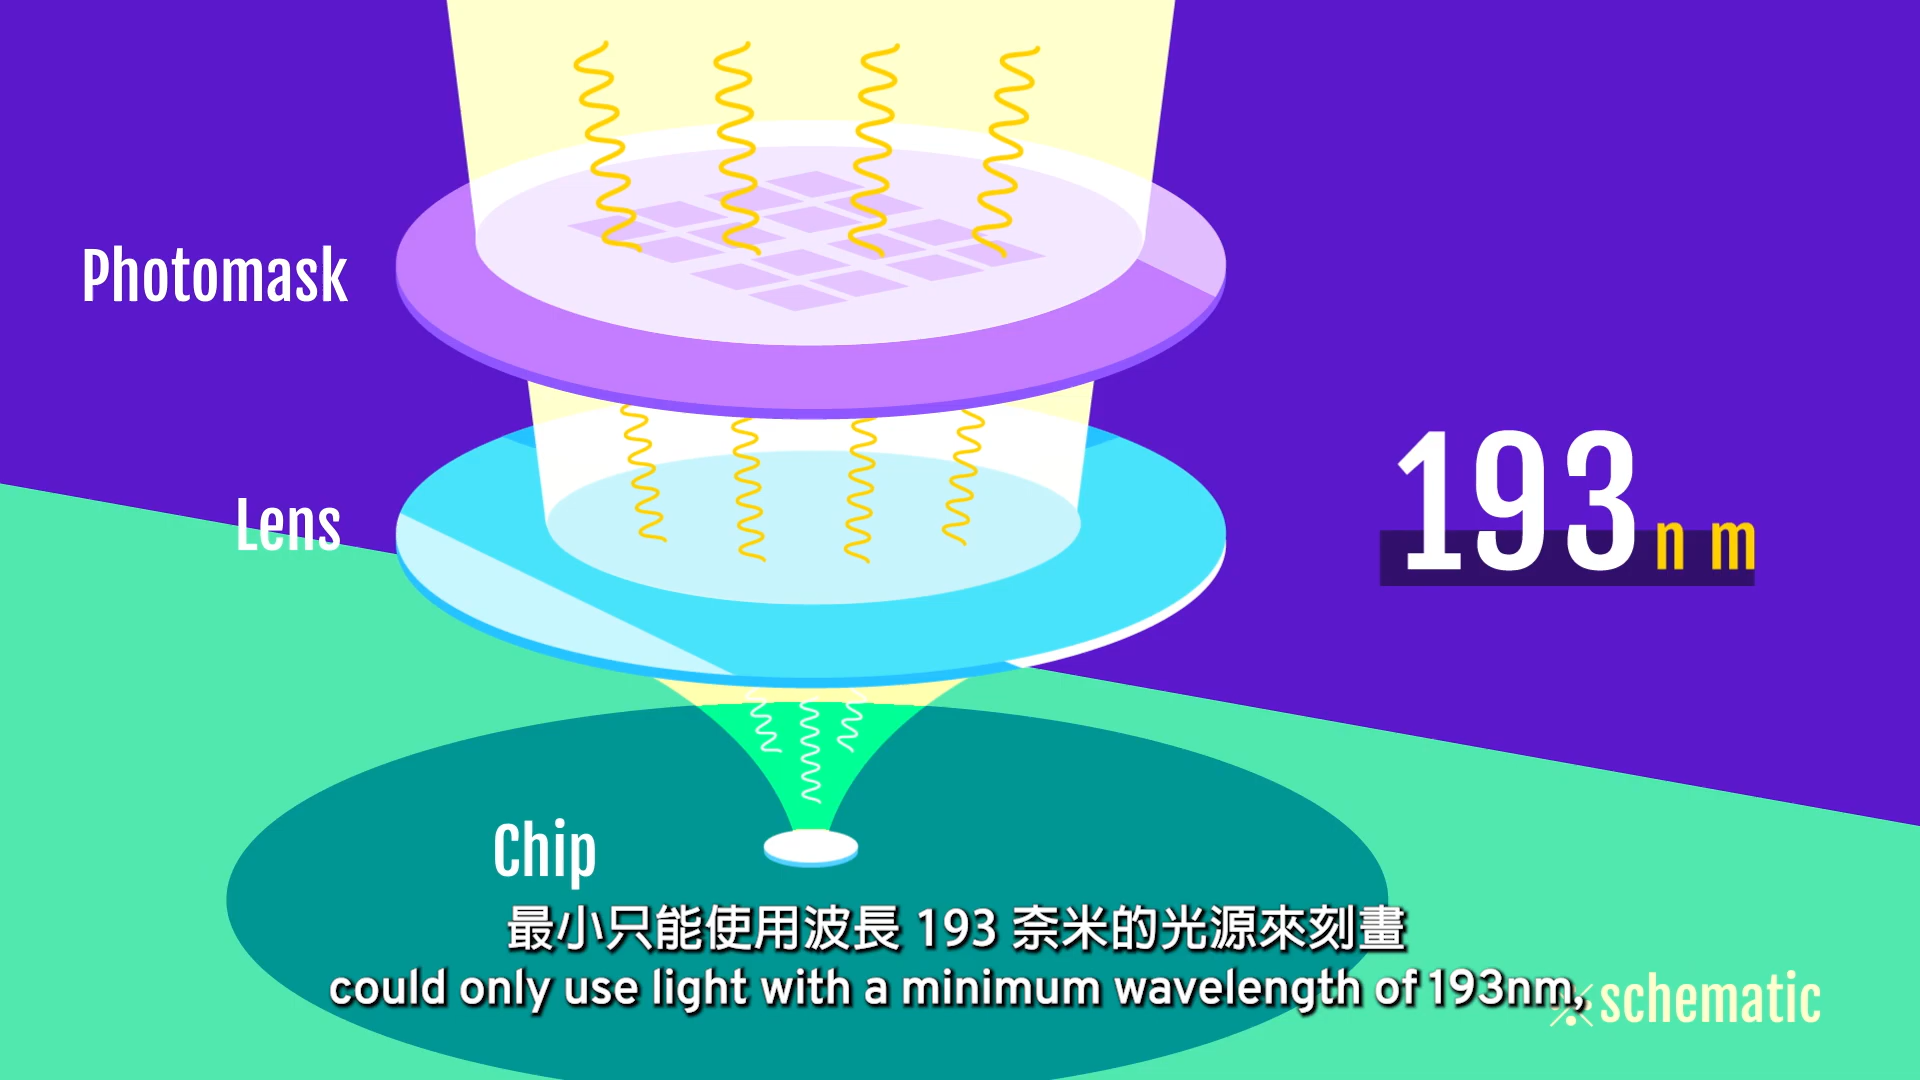 Photomask
Lens
193nm
Chip
最小只能使用波長 193 奈米的光源來刻畫
could only use light with a minimum wavelength of 193nm,
※schematic